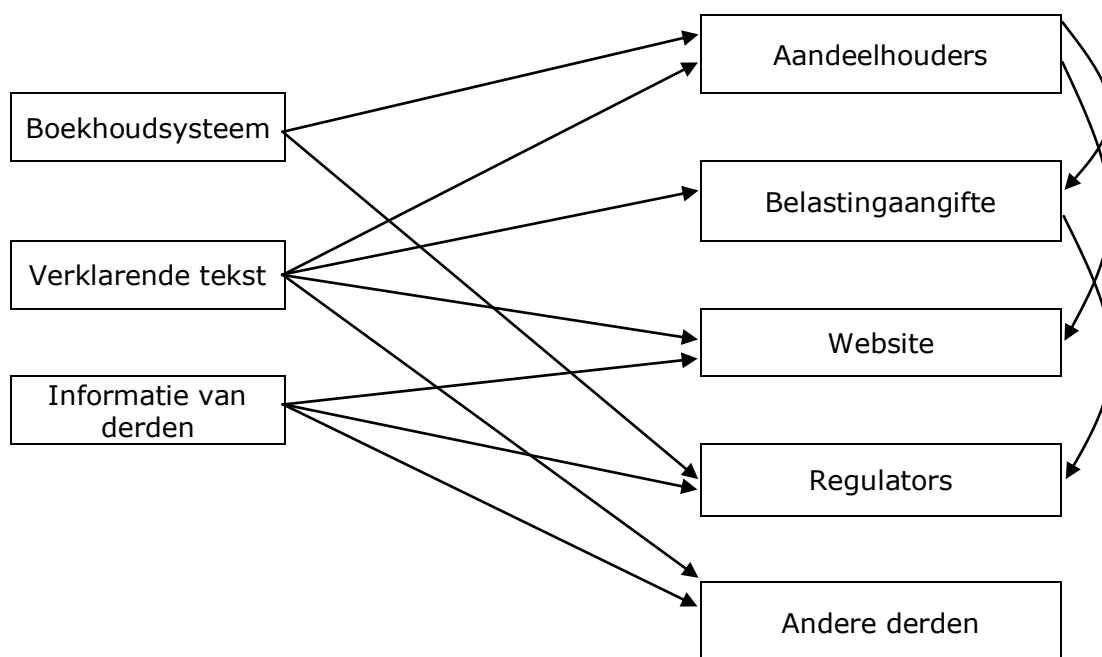 Boekhoudsysteem
Verklarende tekst
Informatie van
derden
Aandeelhouders
Belastingaangifte
Website
Regulators
Andere derden